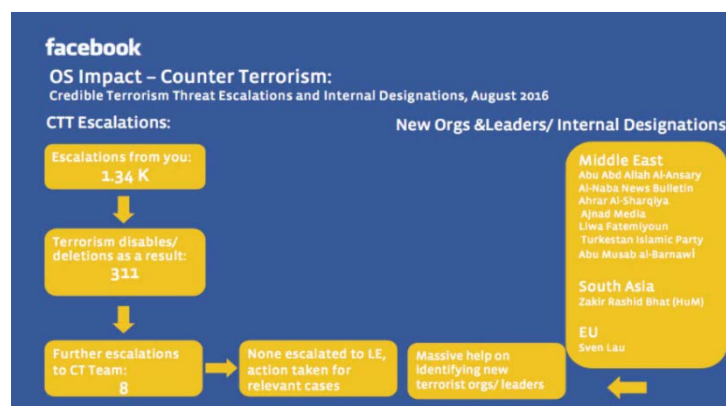 facebook
OS Impact – Counter Terrorism:
Credible Terrorism Threat Escalations and Internal Designations, August 2016
CTT Escalations:
New Orgs &Leaders/ Internal Designations
Escalations from you:
1.34 K
Terrorism disables/
deletions as a result:
311
Further escalations
to CT Team:
8
None escalated to LE,
action taken for
relevant cases
Massive help on
identifying new
terrorist orgs/ leaders
Middle East
Abu Abd Allah Al-Ansary
Al-Naba News Bulletin
Ahrar Al-Sharqiya
Ajnad Media
Liwa Fatemiyoun
Turkestan Islamic Party
Abu Musab al-Barnawi
South Asia
Zakir Rashid Bhat (HuM)
EU
Sven Lau